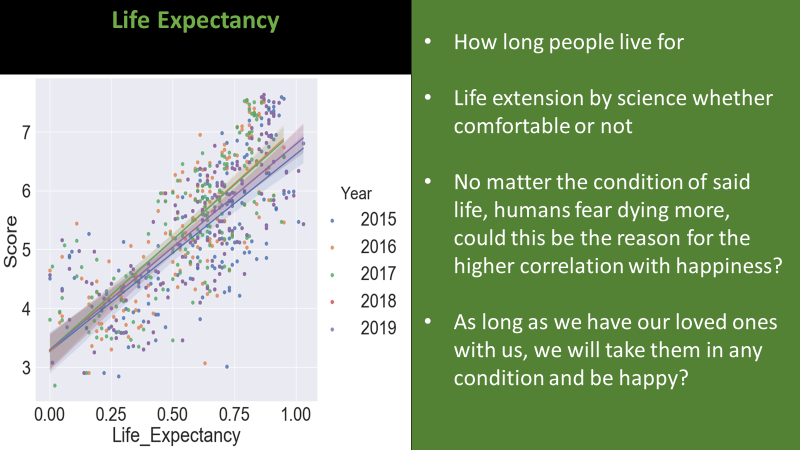 Life Expectancy
7
6
5
4
3
Score
0.00 0.25 0.50 0.75 1.00
Life_Expectancy
Year
2015
2016
2017
2018
2019
• How long people live for
• Life extension by science whether
comfortable or not
• No matter the condition of said
life, humans fear dying more,
could this be the reason for the
higher correlation with happiness?
• As long as we have our loved ones
with us, we will take them in any
condition and be happy?